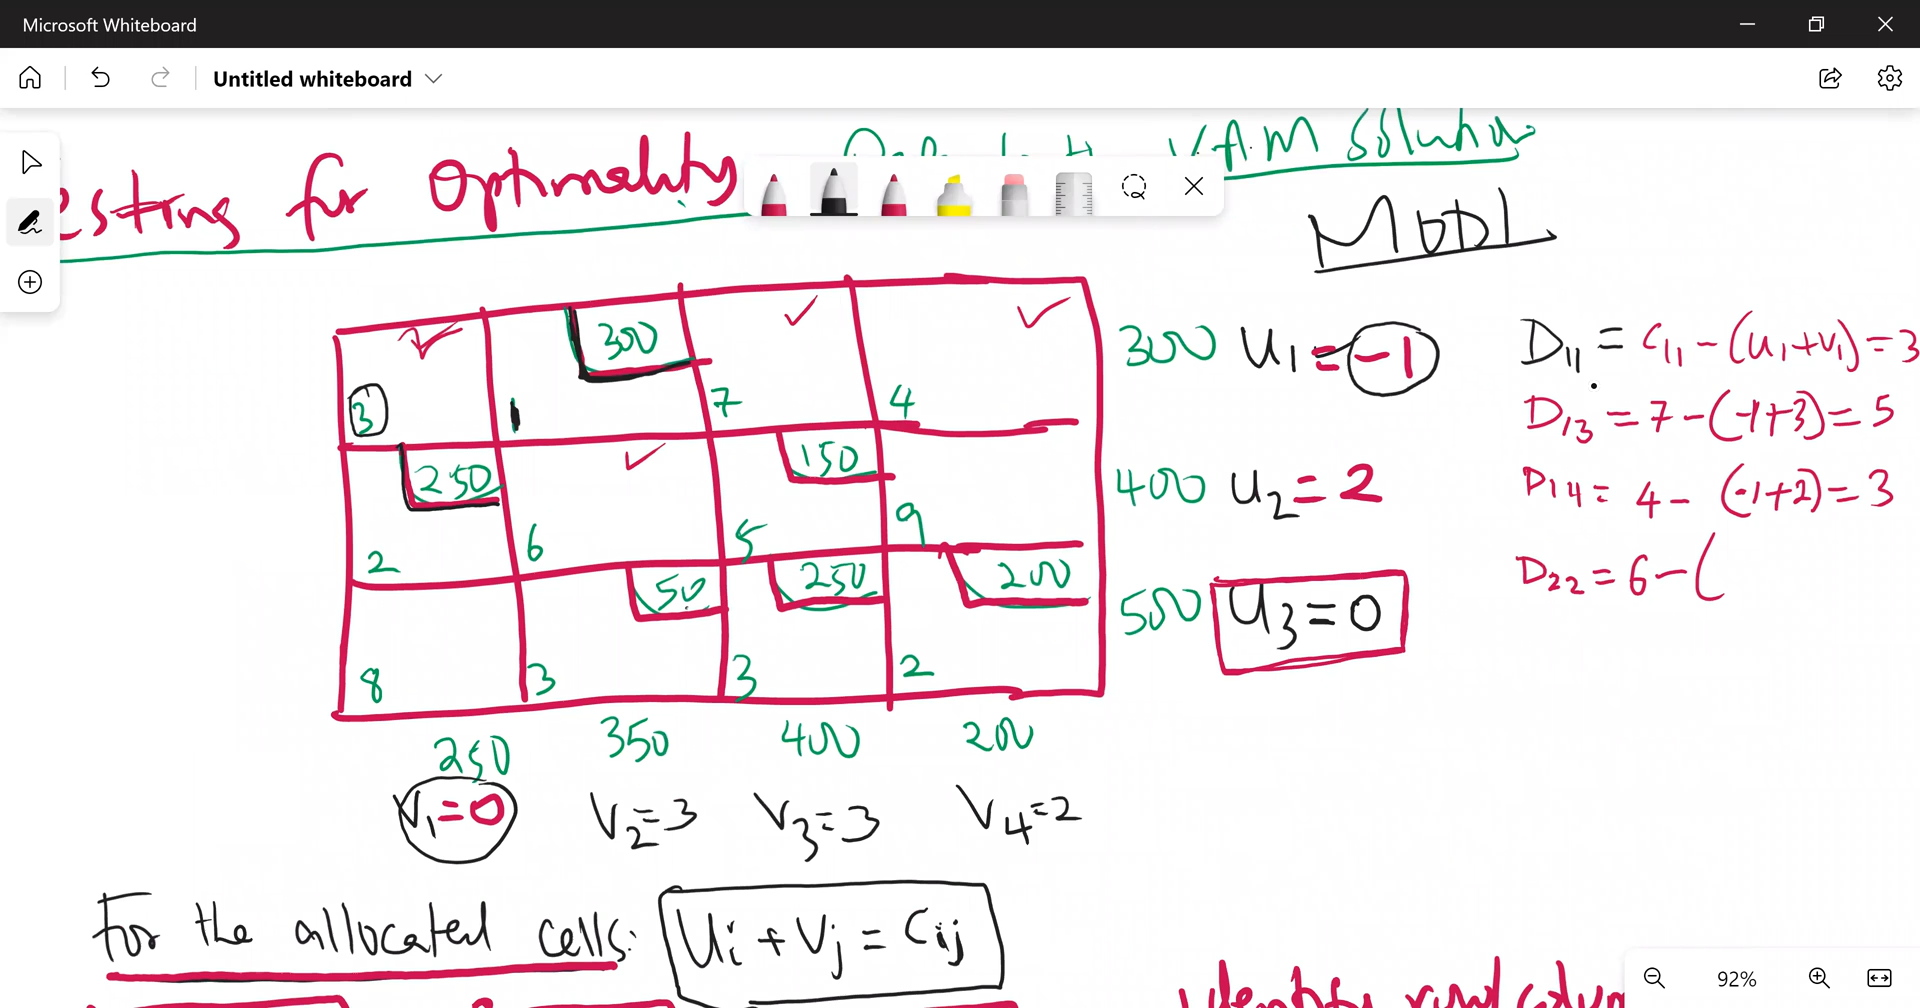 Microsoft Whiteboard
Untitled whiteboard
esting for Optimality VAM Solution
MODI
300
3 1 7 4
300 U1 = -1
250 150
2 6 5 9
400 U2 = 2
50 250 200
8 3 3 2
500 U3 = 0
250 350 400 200
V1 = 0 V2 = 3 V3 = 3 V4 = 2
D11 = C11 - (U1+V1) = 3
D13 = 7 - (-1+3) = 5
D14 = 4 - (-1+2) = 3
D22 = 6 - (
For the allocated cells: Ui + Vj = Cij
Identify
92%